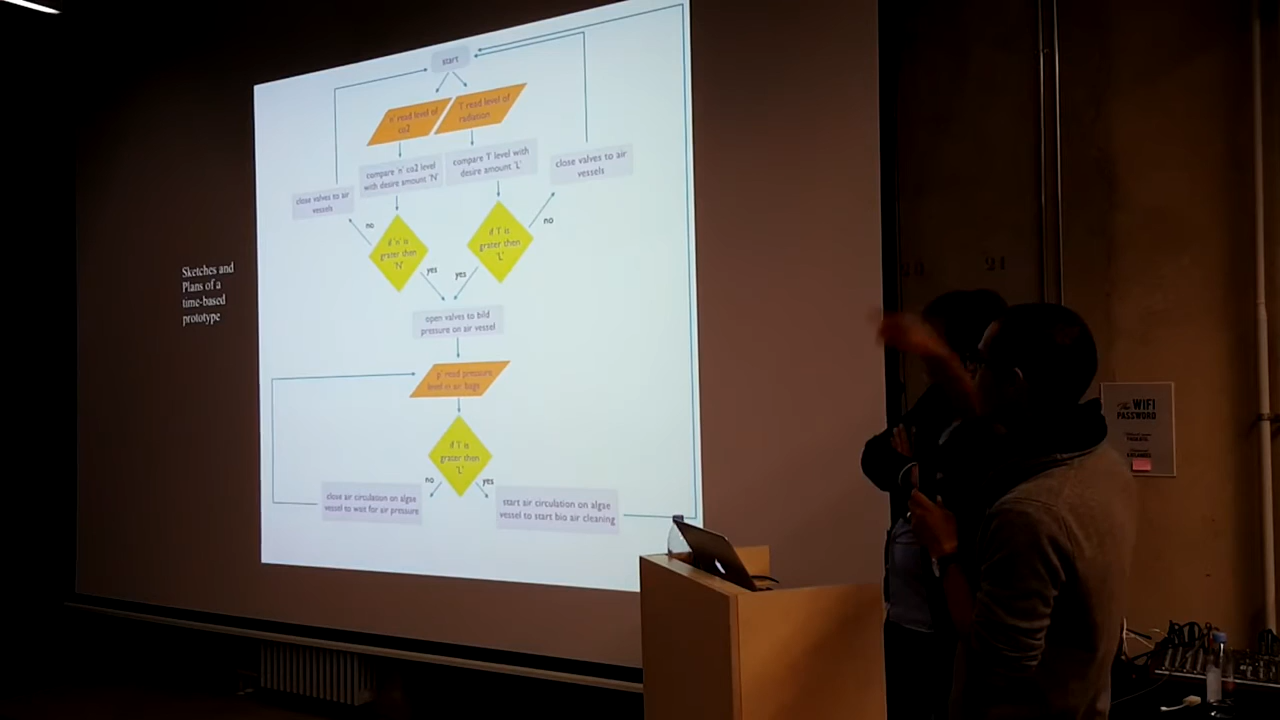 Sketches and
Plans of a
time-based
prototype
start
'n' read level of
co2
'l' read level of
radiation
compare 'n' co2 level
with desire amount 'N'
compare 'l' level with
desire amount 'L'
close valves to air
vessels
close valves to air
vessels
if 'n' is
grater then
'N'
no
yes
if 'l' is
grater then
'L'
no
yes
open valves to bild
pressure on air vessel
p' read pressure
level in air bags
if 'l' is
grater then
'L'
no
yes
close air circulation on algae
vessel to wait for air pressure
start air circulation on algae
vessel to start bio air cleaning
20
21
The WIFI
PASSWORD